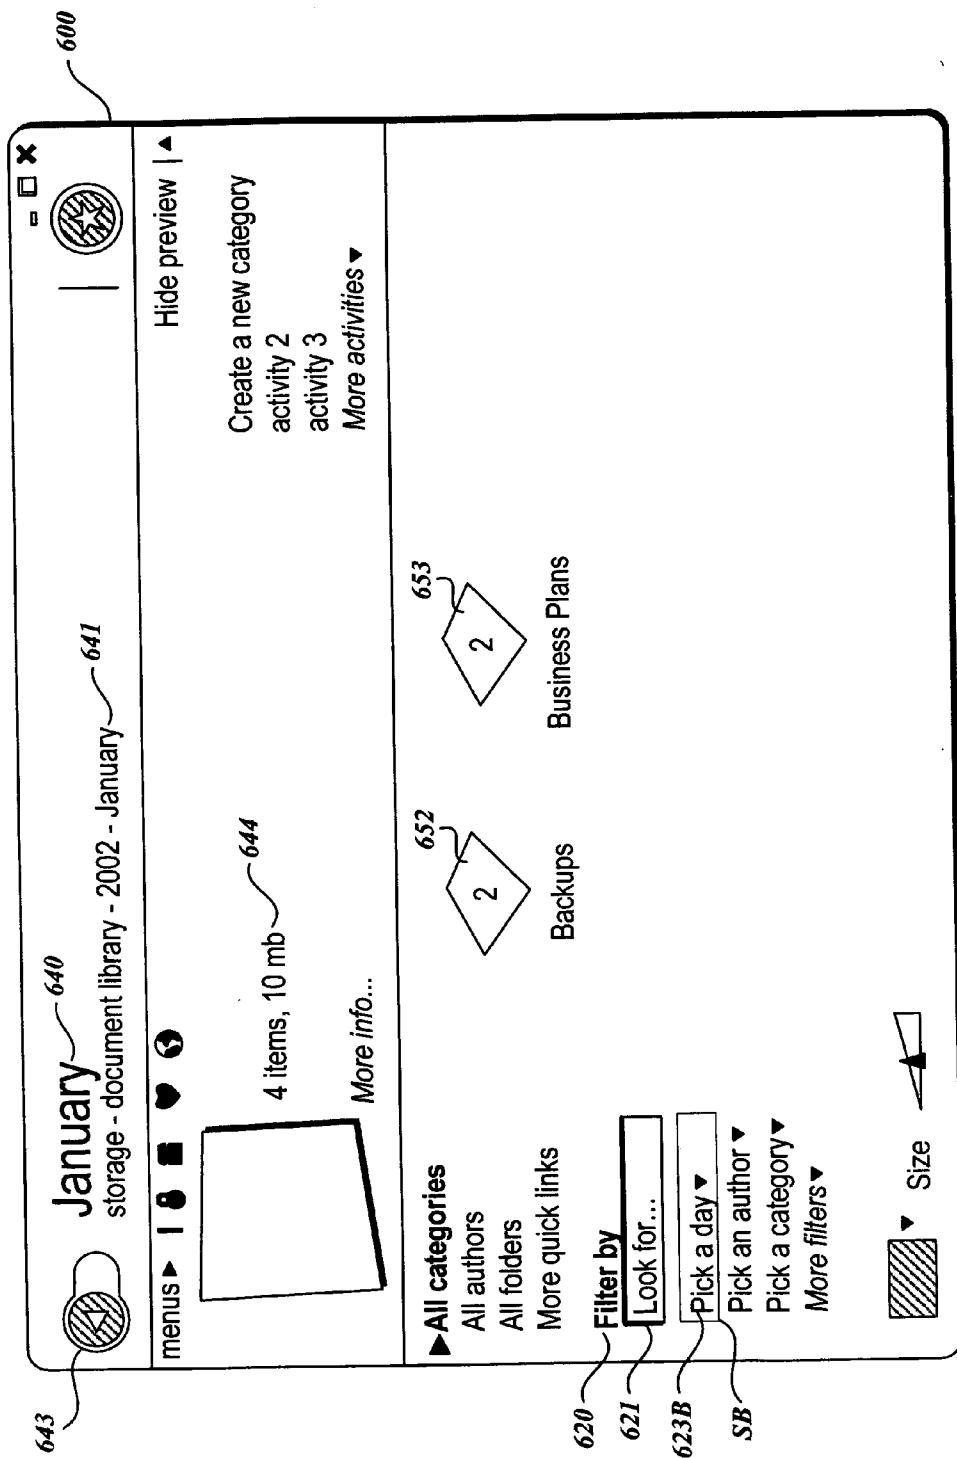 600
643
January 640
storage - document library - 2002 - January 641
menus
Hide preview
4 items, 10 mb 644
More info...
Create a new category
activity 2
activity 3
More activities
All categories
All authors
All folders
More quick links
620 Filter by
621 Look for...
623B Pick a day
SB
Pick an author
Pick a category
More filters
652
2
Backups
653
2
Business Plans
Size